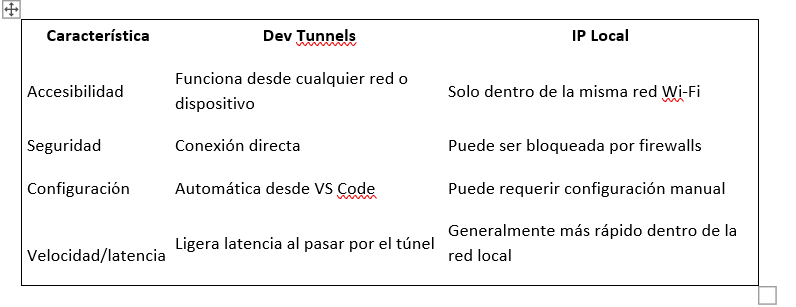 Característica Dev Tunnels IP Local
Accesibilidad Funciona desde cualquier red o dispositivo Solo dentro de la misma red Wi-Fi
Seguridad Conexión directa Puede ser bloqueada por firewalls
Configuración Automática desde VS Code Puede requerir configuración manual
Velocidad/latencia Ligera latencia al pasar por el túnel Generalmente más rápido dentro de la red local